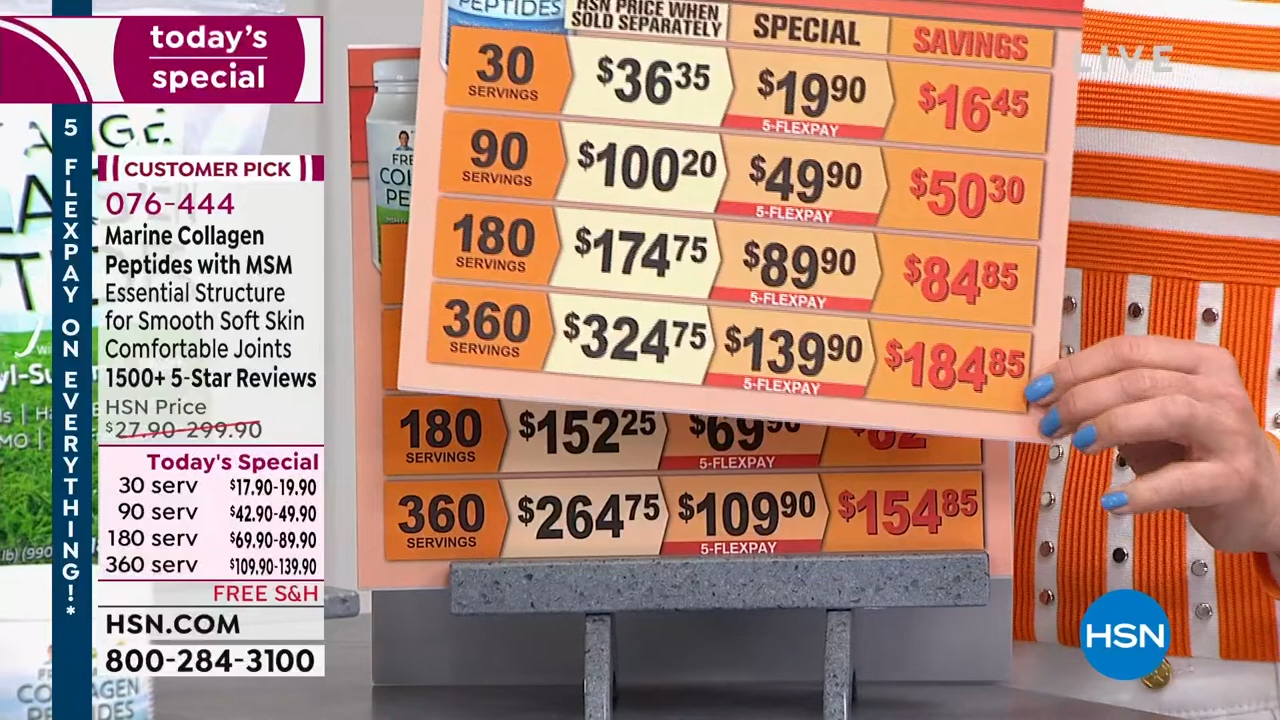 today's
special
5 FLEXPAY ON EVERYTHING!*
CUSTOMER PICK
076-444
Marine Collagen
Peptides with MSM
Essential Structure
for Smooth Soft Skin
Comfortable Joints
1500+ 5-Star Reviews
HSN Price
$27.90-299.90
Today's Special
30 serv $17.90-19.90
90 serv $42.90-49.90
180 serv $69.90-89.90
360 serv $109.90-139.90
FREE S&H
HSN.COM
800-284-3100
PEPTIDES
HSN PRICE WHEN
SOLD SEPARATELY
SPECIAL
SAVINGS
30 SERVINGS $36.35 $19.90 $16.45
5-FLEXPAY
90 SERVINGS $100.20 $49.90 $50.30
5-FLEXPAY
180 SERVINGS $174.75 $89.90 $84.85
5-FLEXPAY
360 SERVINGS $324.75 $139.90 $184.85
5-FLEXPAY
180 SERVINGS $152.25 $69.90
5-FLEXPAY
360 SERVINGS $264.75 $109.90 $154.85
5-FLEXPAY
LIVE
HSN
COLLAGEN
PEPTIDES